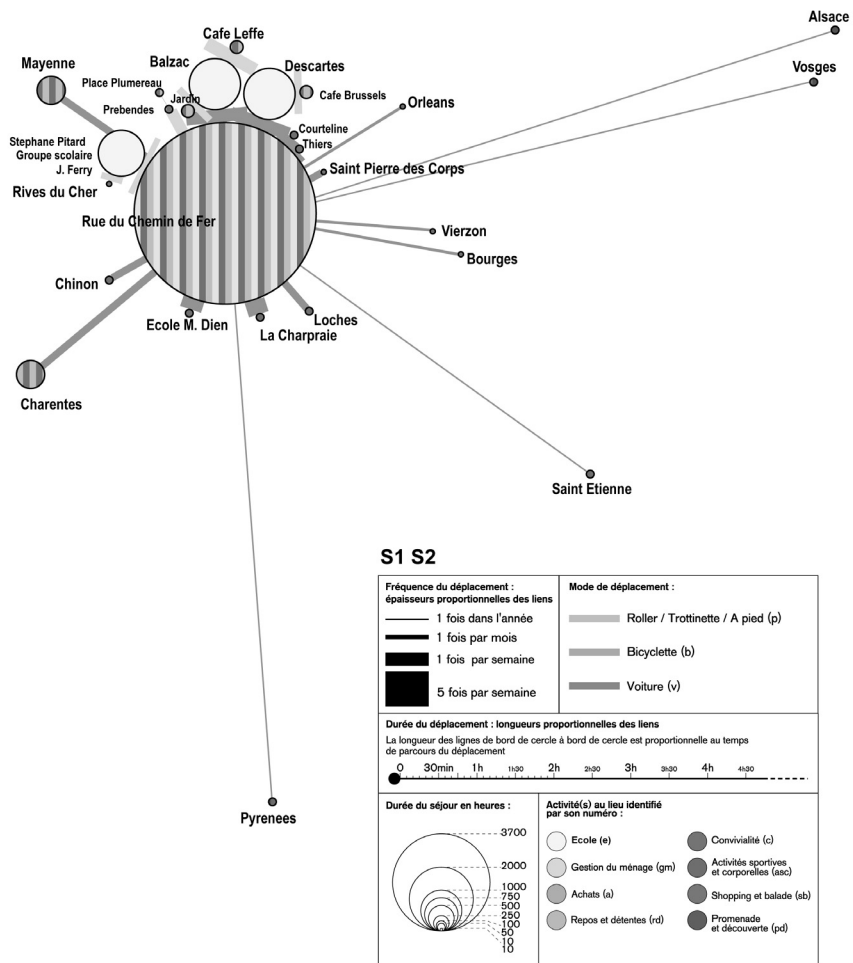 Alsace
Cafe Leffe
Mayenne
Balzac
Descartes
Vosges
Place Plumereau
Jardin
Cafe Brussels
Prebendes
Orleans
Courteline
Stephane Pitard
Groupe scolaire
J. Ferry
Thiers
Saint Pierre des Corps
Rives du Cher
Rue du Chemin de Fer
Vierzon
Bourges
Chinon
Ecole M. Dien
Loches
La Charpraie
Charentes
Saint Etienne
Pyrenees
S1 S2
Fréquence du déplacement :
épaisseurs proportionnelles des liens
1 fois dans l'année
1 fois par mois
1 fois par semaine
5 fois par semaine
Mode de déplacement :
Roller / Trottinette / A pied (p)
Bicyclette (b)
Voiture (v)
Durée du déplacement : longueurs proportionnelles des liens
La longueur des lignes de bord de cercle à bord de cercle est proportionnelle au temps
de parcours du déplacement
0 30min 1h 1h30 2h 2h30 3h 3h30 4h 4h30
Durée du séjour en heures :
3700
2000
1000
750
500
250
100
50
10
10
Activité(s) au lieu identifié
par son numéro :
Ecole (e)
Gestion du ménage (gm)
Achats (a)
Repos et détentes (rd)
Convivialité (c)
Activités sportives
et corporelles (asc)
Shopping et balade (sb)
Promenade
et découverte (pd)